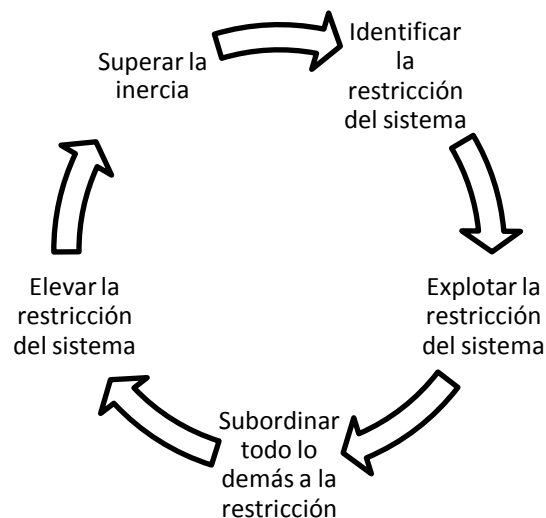 Identificar
la
restricción
del sistema
Explotar la
restricción
del sistema
Subordinar
todo lo
demás a la
restricción
Elevar la
restricción
del sistema
Superar la
inercia